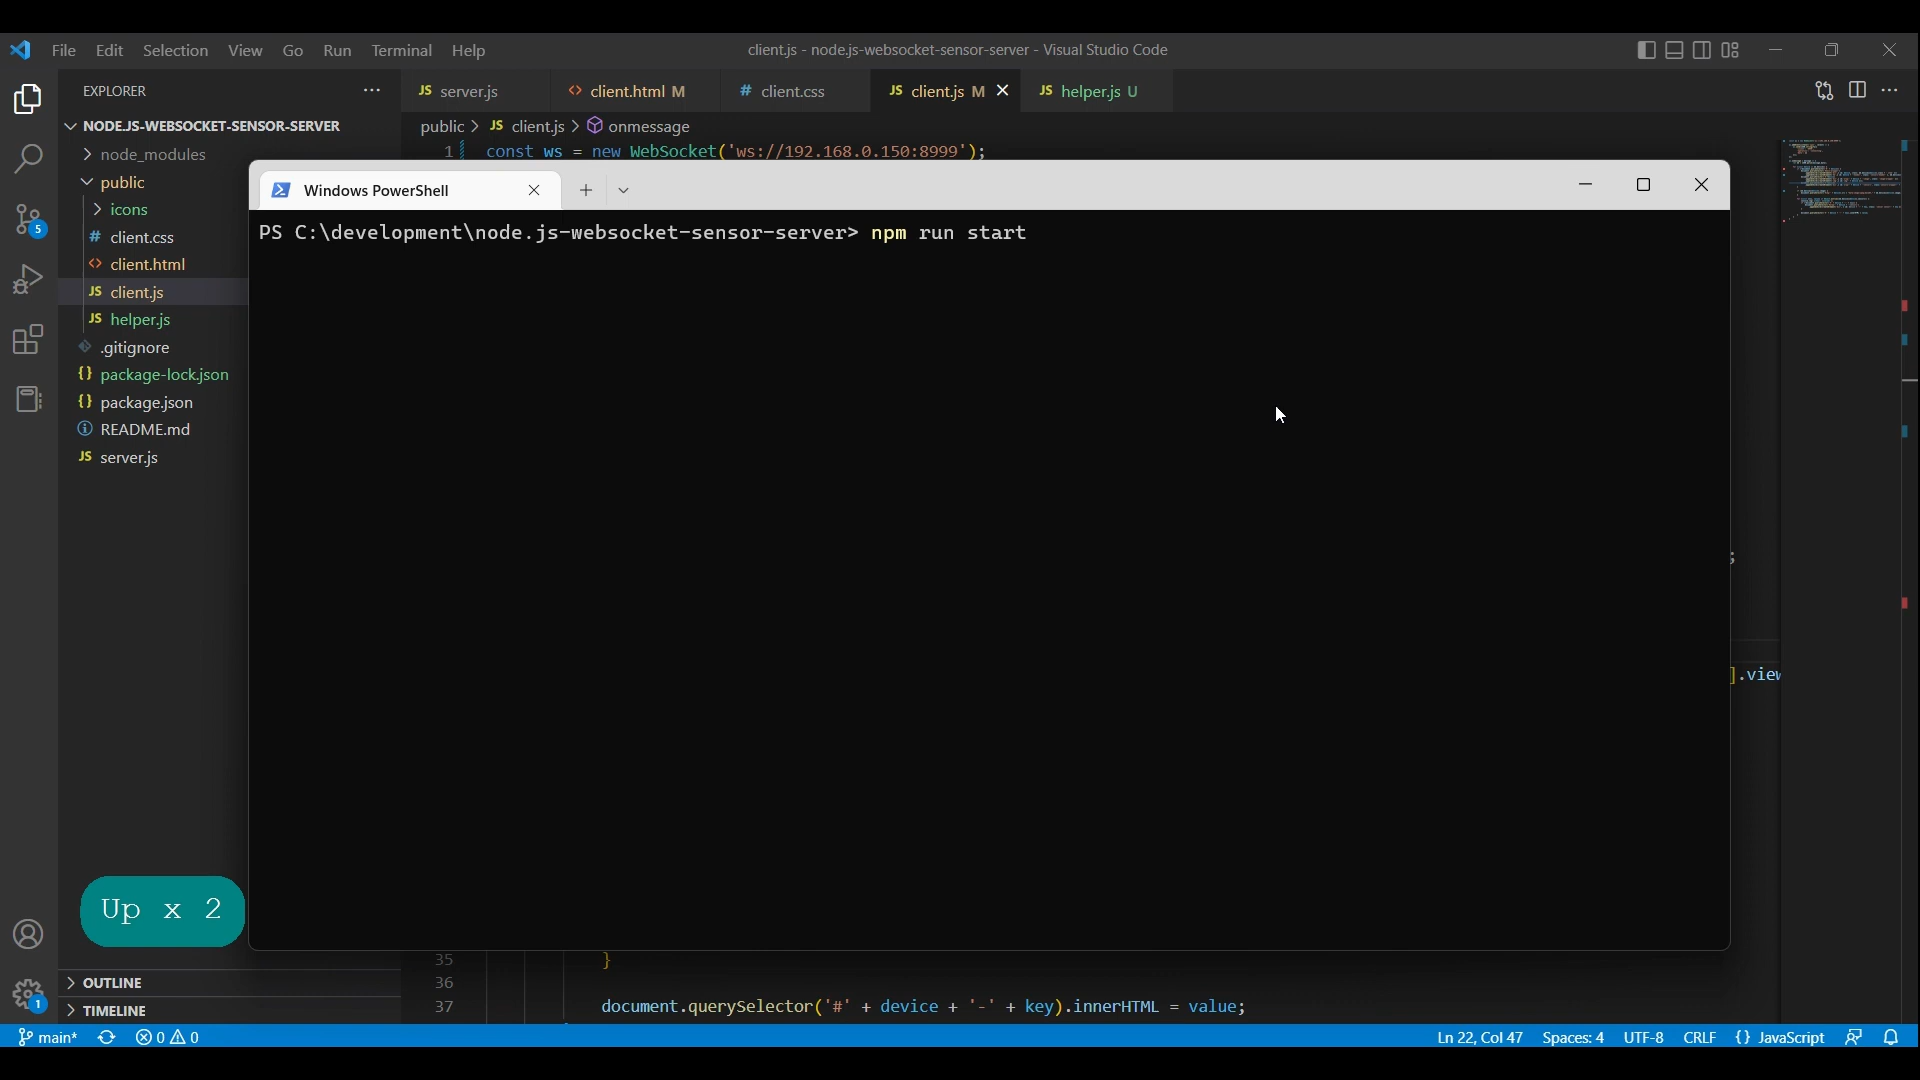 File Edit Selection View Go Run Terminal Help
client.js - node.js-websocket-sensor-server - Visual Studio Code
EXPLORER
JS server.js <> client.html M # client.css JS client.js M JS helper.js U
NODE.JS-WEBSOCKET-SENSOR-SERVER
public > JS client.js > onmessage
1 const ws = new WebSocket('ws://192.168.0.150:8999');
node_modules
public
icons
# client.css
<> client.html
JS client.js
JS helper.js
.gitignore
{} package-lock.json
{} package.json
README.md
JS server.js
5
Windows PowerShell
PS C:\development\node.js-websocket-sensor-server> npm run start
;
].view
Up x 2
35 }
36
37 document.querySelector('#' + device + '-' + key).innerHTML = value;
OUTLINE
TIMELINE
1
main* 0 0 Ln 22, Col 47 Spaces: 4 UTF-8 CRLF {} JavaScript